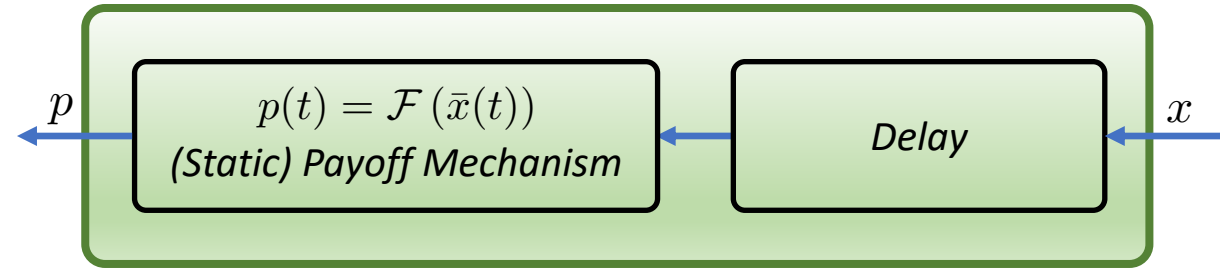 p
p(t) = 𝓕 (x̄(t))
(Static) Payoff Mechanism
Delay
x